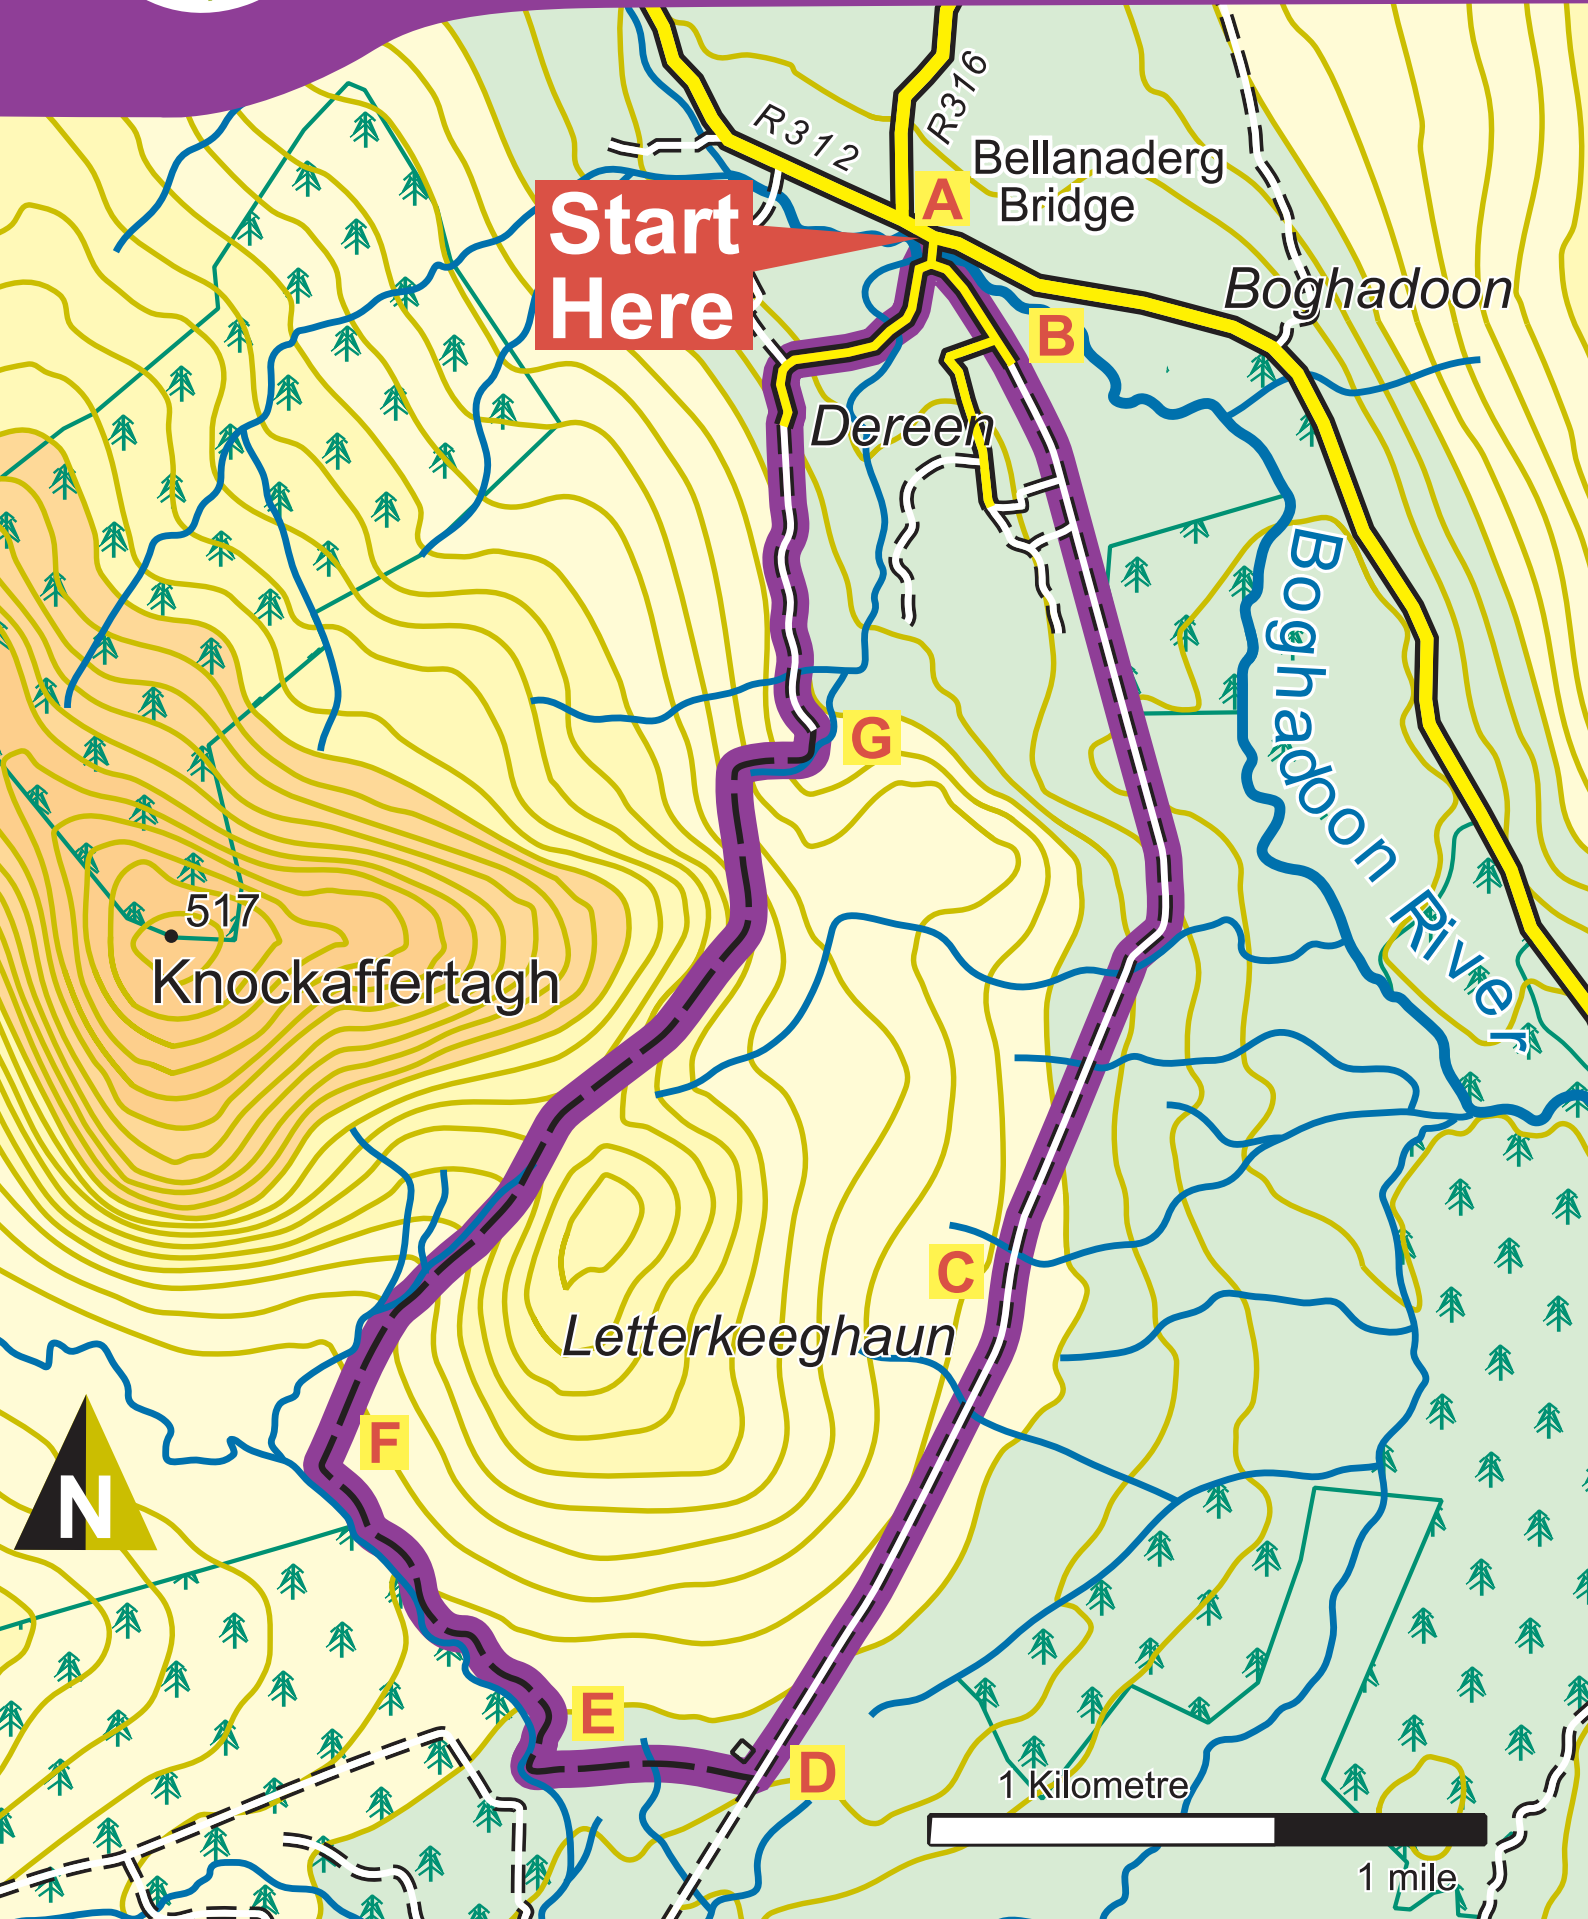 R312
R316
Bellanaderg
Bridge
A
Start
Here
Boghadoon
B
Dereen
Boghadoon River
G
517
Knockaffertagh
C
Letterkeeghaun
F
N
E
D
1 Kilometre
1 mile